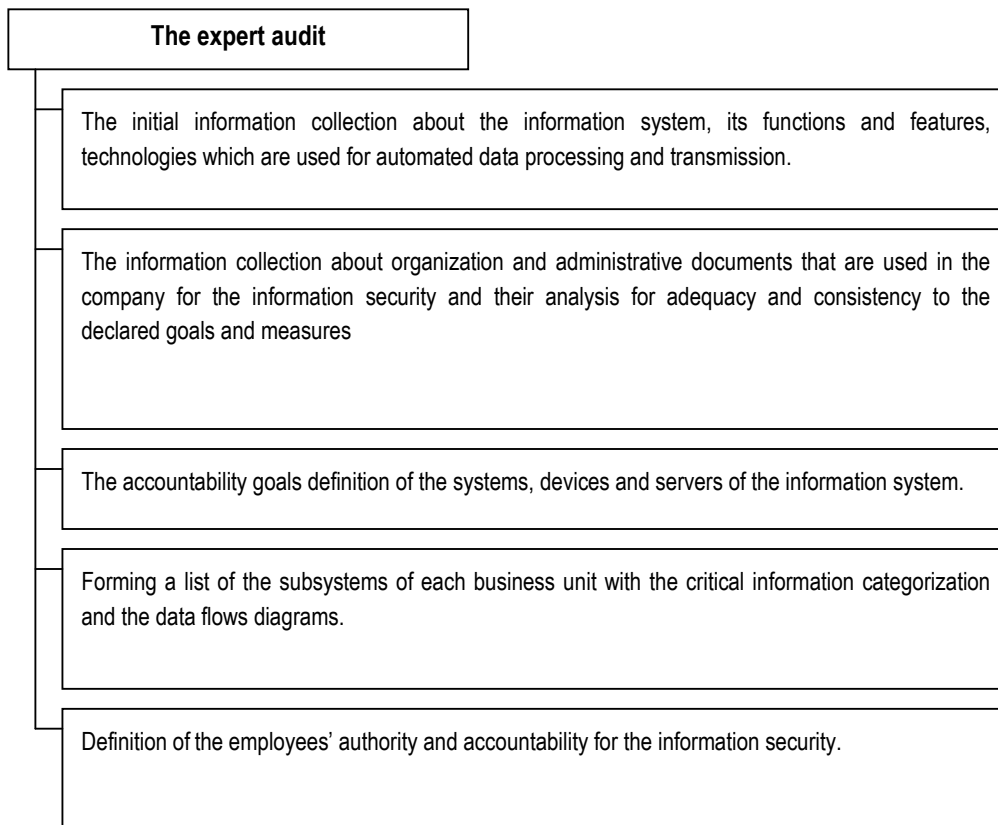 The expert audit
The initial information collection about the information system, its functions and features,
technologies which are used for automated data processing and transmission.
The information collection about organization and administrative documents that are used in the
company for the information security and their analysis for adequacy and consistency to the
declared goals and measures
The accountability goals definition of the systems, devices and servers of the information system.
Forming a list of the subsystems of each business unit with the critical information categorization
and the data flows diagrams.
Definition of the employees’ authority and accountability for the information security.